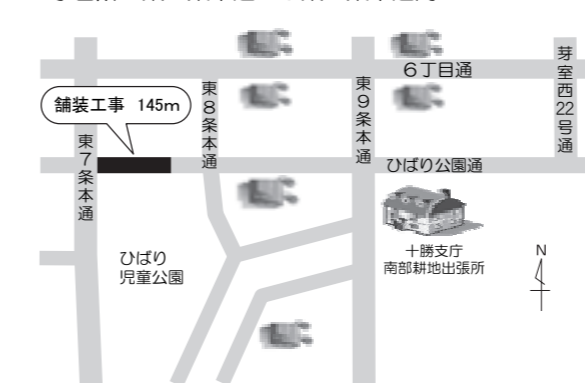 6丁目通
芽室西22号通
舗装工事 145m
東7条本通
東8条本通
東9条本通
ひばり公園通
ひばり
児童公園
十勝支庁
南部耕地出張所
N